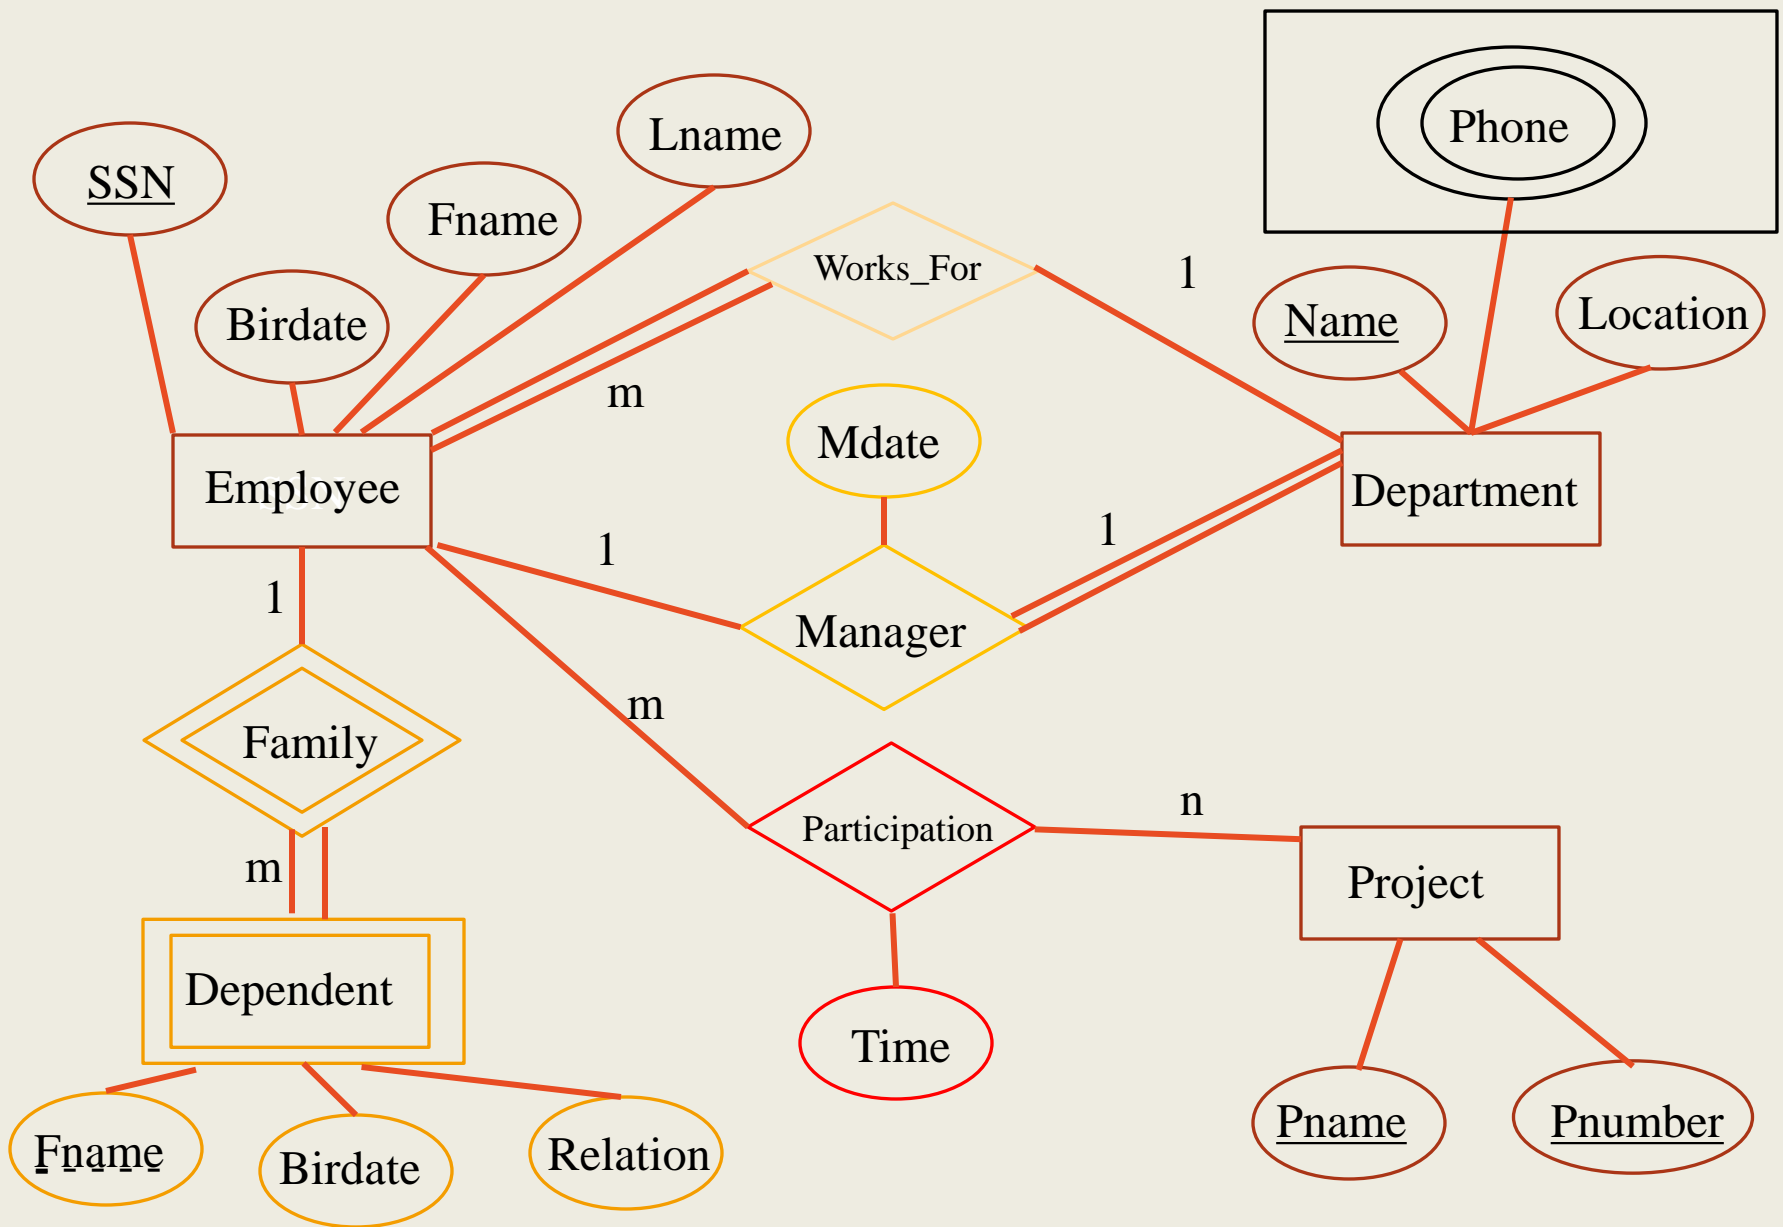 Phone
Lname
SSN
Fname
Works_For
1
Name
Location
Birdate
m
Mdate
Employee
Department
1
1
1
Manager
m
Family
n
Participation
m
Project
Dependent
Time
Pname
Pnumber
Fname
Birdate
Relation